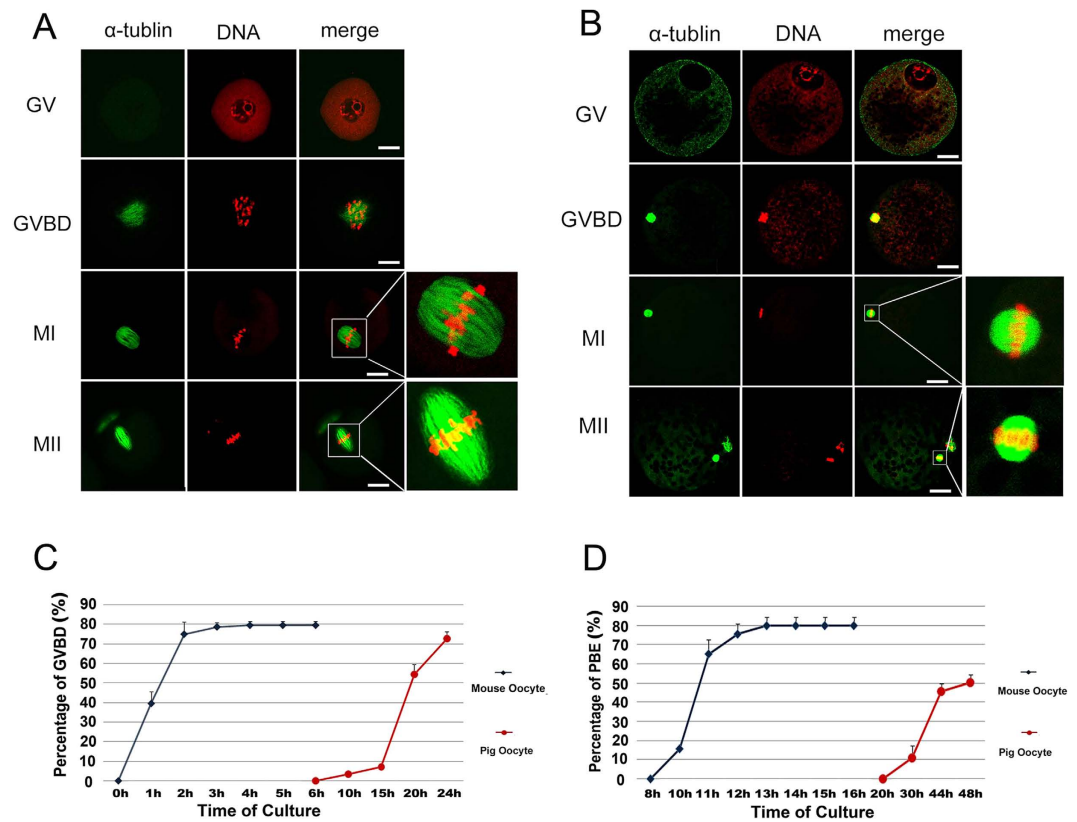 A
α-tublin DNA merge
GV
GVBD
MI
MII
B
α-tublin DNA merge
GV
GVBD
MI
MII
C
Percentage of GVBD (%)
90
80
70
60
50
40
30
20
10
0
0h 1h 2h 3h 4h 5h 6h 10h 15h 20h 24h
Time of Culture
Mouse Oocyte
Pig Oocyte
D
Percentage of PBE (%)
90
80
70
60
50
40
30
20
10
0
8h 10h 11h 12h 13h 14h 15h 16h 20h 30h 44h 48h
Time of Culture
Mouse Oocyte
Pig Oocyte